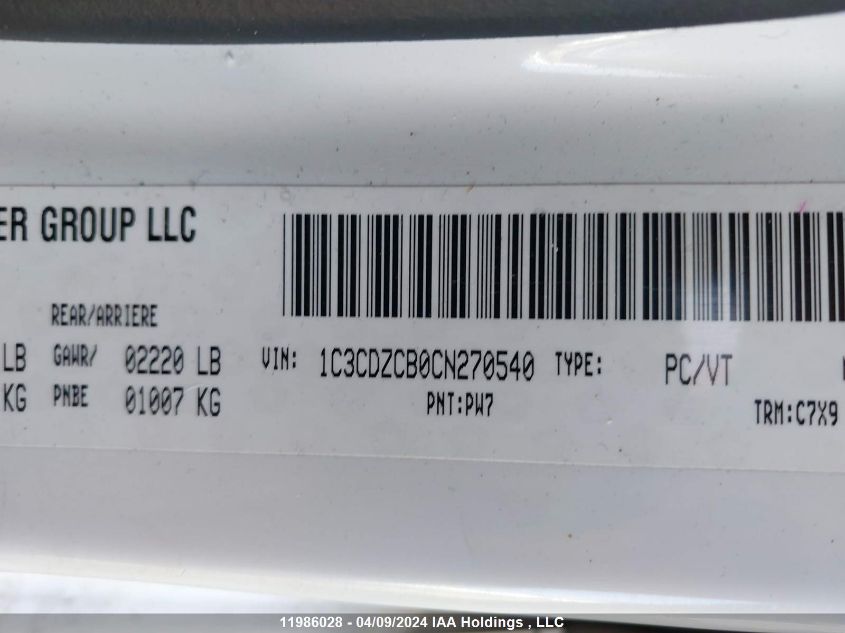 ER GROUP LLC
REAR/ARRIERE
LB GAWR/ 02220 LB VIN: 1C3CDZCB0CN270540 TYPE: PC/VT
KG PNBE 01007 KG PNT:PW7 TRM:C7X9
11986028 - 04/09/2024 IAA Holdings , LLC